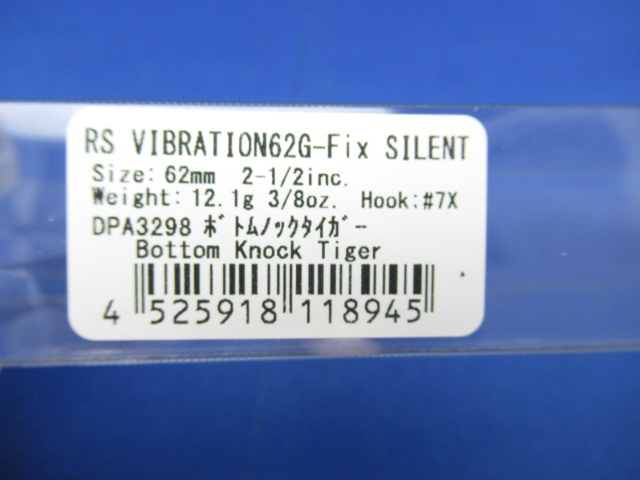 RS VIBRATION62G-Fix SILENT
Size: 62mm 2-1/2inc.
Weight: 12.1g 3/8oz. Hook:#7X
DPA3298 ﾎﾞﾄﾑﾉｯｸﾀｲｶﾞｰ
Bottom Knock Tiger
4 525918 118945